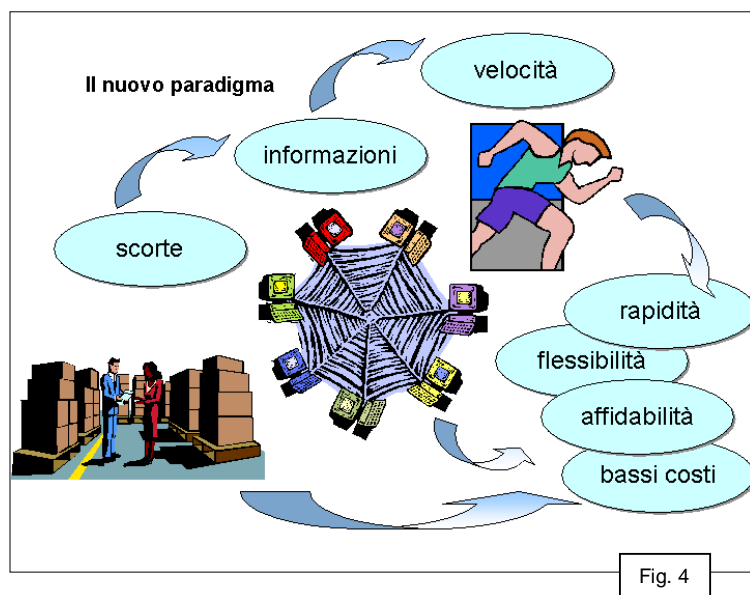 velocità
Il nuovo paradigma
informazioni
scorte
rapidità
flessibilità
affidabilità
bassi costi
Fig. 4